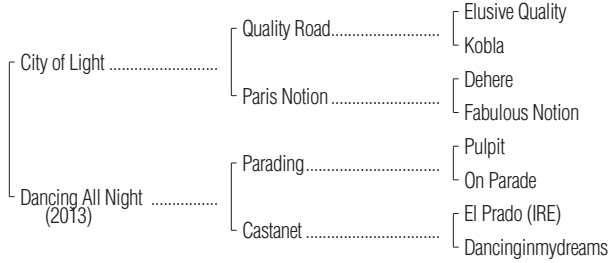 Elusive Quality
Quality Road..............................
Kobla
City of Light ..........................
Dehere
Paris Notion ..........................
Fabulous Notion
Pulpit
Parading................................
On Parade
Dancing All Night ................
(2013)
El Prado (IRE)
Castanet ................................
Dancinginmydreams